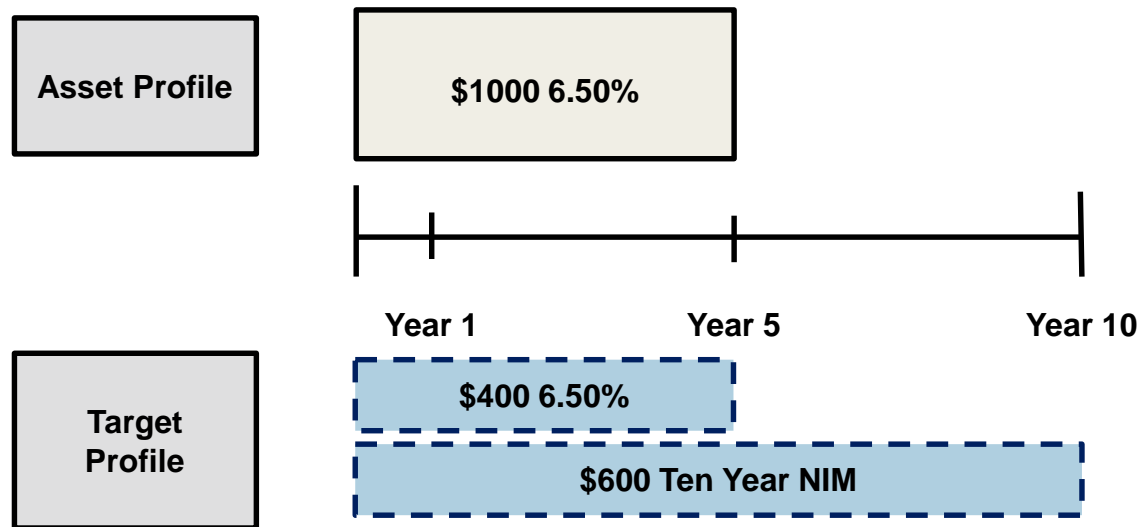 Asset Profile
$1000 6.50%
Year 1
Year 5
Year 10
Target
Profile
$400 6.50%
$600 Ten Year NIM